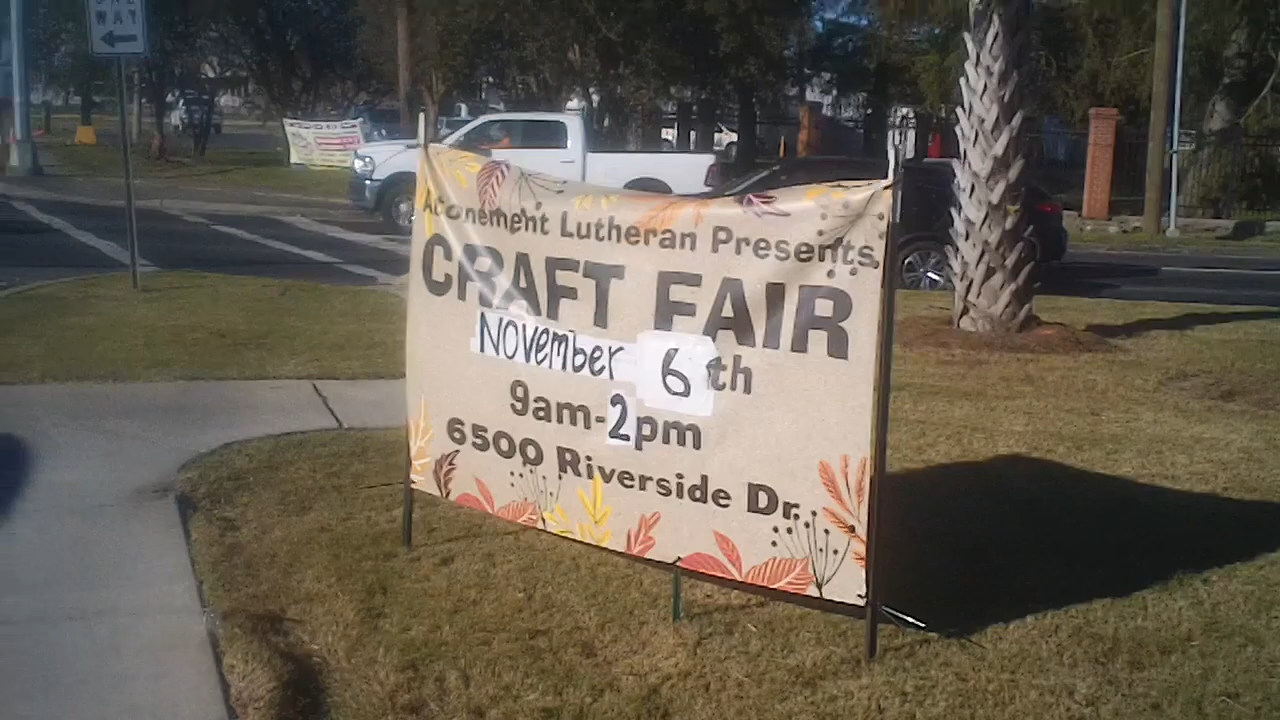 ONE
WAY
Atonement Lutheran Presents
CRAFT FAIR
November 6th
9am-2pm
6500 Riverside Dr.